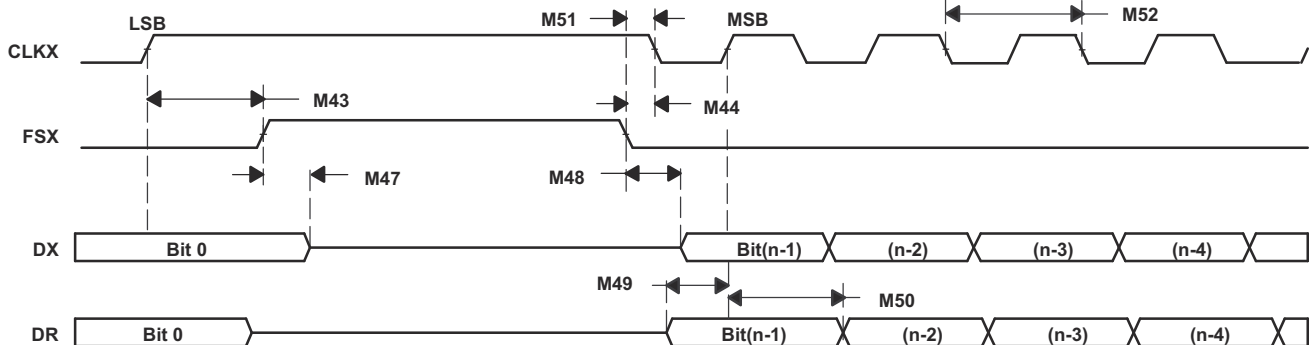 LSB
M51
MSB
M52
CLKX
M43
M44
FSX
M47
M48
DX
Bit 0
Bit(n-1)
(n-2)
(n-3)
(n-4)
M49
M50
DR
Bit 0
Bit(n-1)
(n-2)
(n-3)
(n-4)